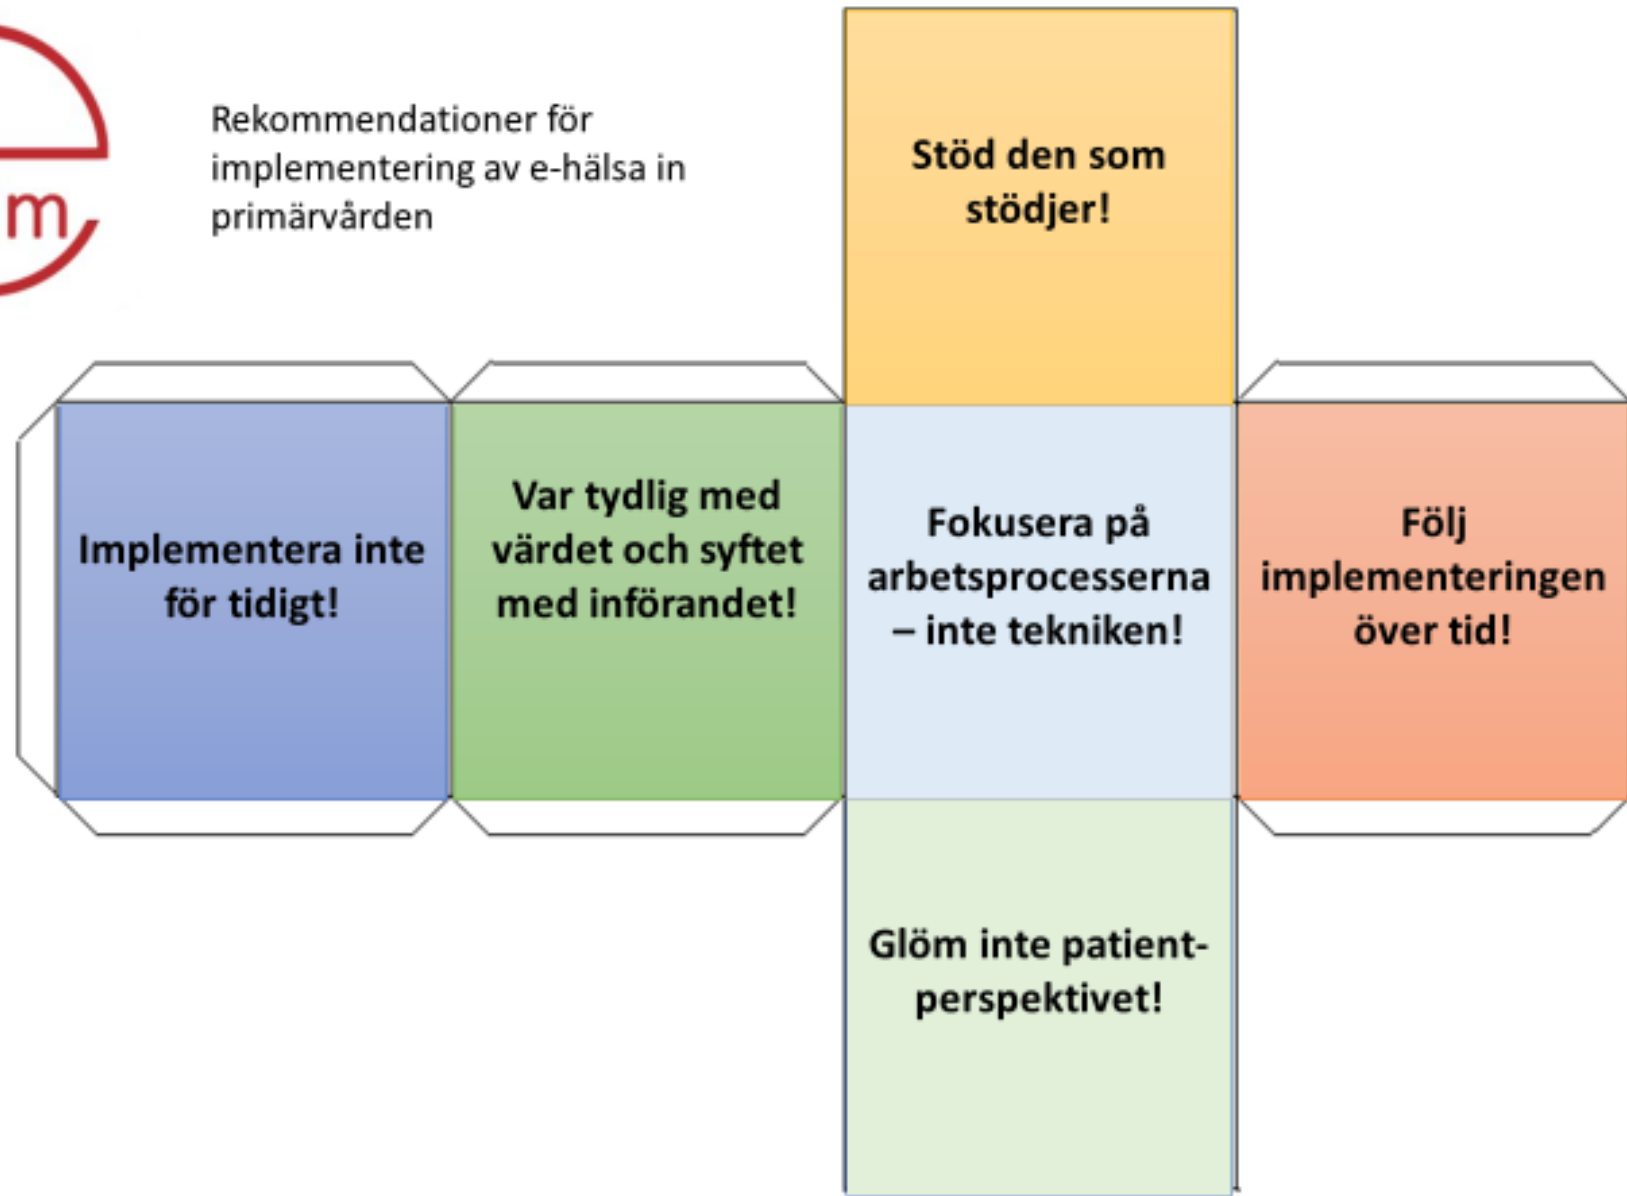 Rekommendationer för
implementering av e-hälsa in
primärvården
m
Stöd den som
stödjer!
Implementera inte
för tidigt!
Var tydlig med
värdet och syftet
med införandet!
Fokusera på
arbetsprocesserna
– inte tekniken!
Följ
implementeringen
över tid!
Glöm inte patient-
perspektivet!